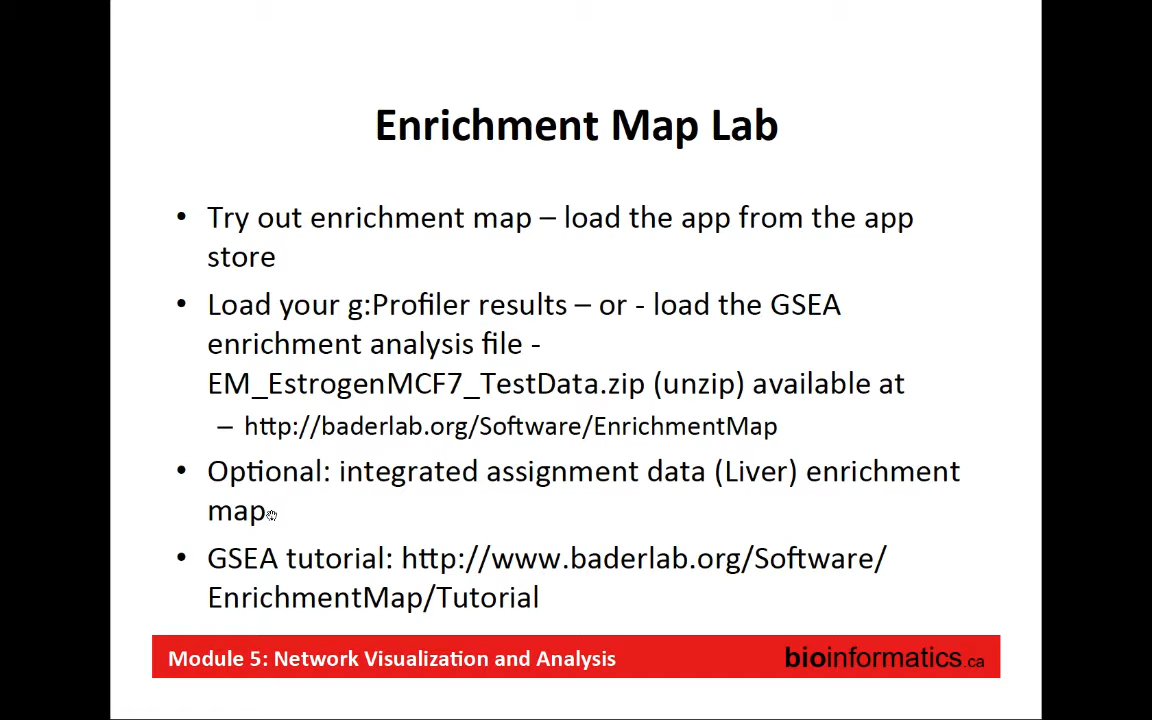 Enrichment Map Lab
• Try out enrichment map – load the app from the app
store
• Load your g:Profiler results – or - load the GSEA
enrichment analysis file -
EM_EstrogenMCF7_TestData.zip (unzip) available at
– http://baderlab.org/Software/EnrichmentMap
• Optional: integrated assignment data (Liver) enrichment
map
• GSEA tutorial: http://www.baderlab.org/Software/
EnrichmentMap/Tutorial
Module 5: Network Visualization and Analysis
bioinformatics.ca